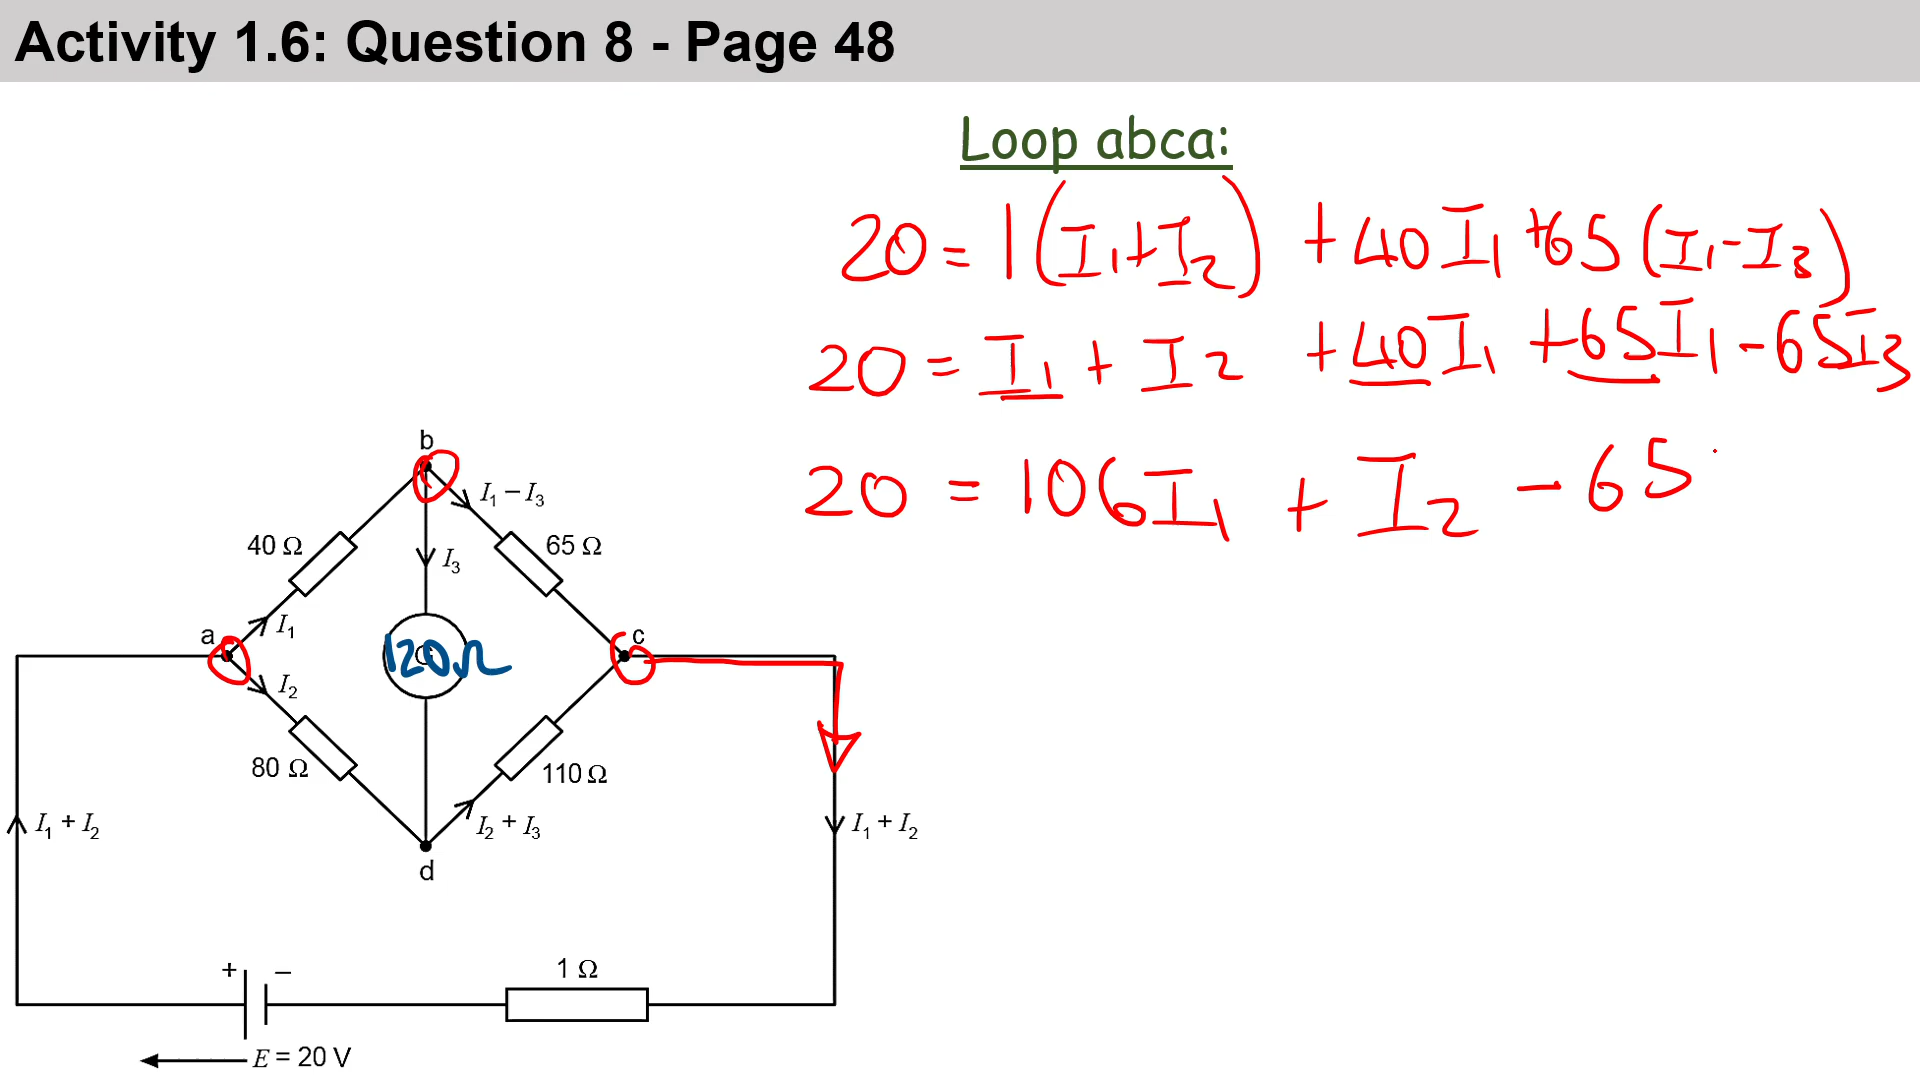 Activity 1.6: Question 8 - Page 48
Loop abca:
20 = 1(I₁+I₂) + 40I₁ + 65(I₁-I₃)
20 = I₁ + I₂ + 40I₁ + 65I₁ - 65I₃
20 = 106I₁ + I₂ - 65
b
I₁ – I₃
40 Ω
65 Ω
I₃
I₁
a
c
120Ω
I₂
80 Ω
110 Ω
I₁ + I₂
I₂ + I₃
I₁ + I₂
d
+ –
1 Ω
E = 20 V